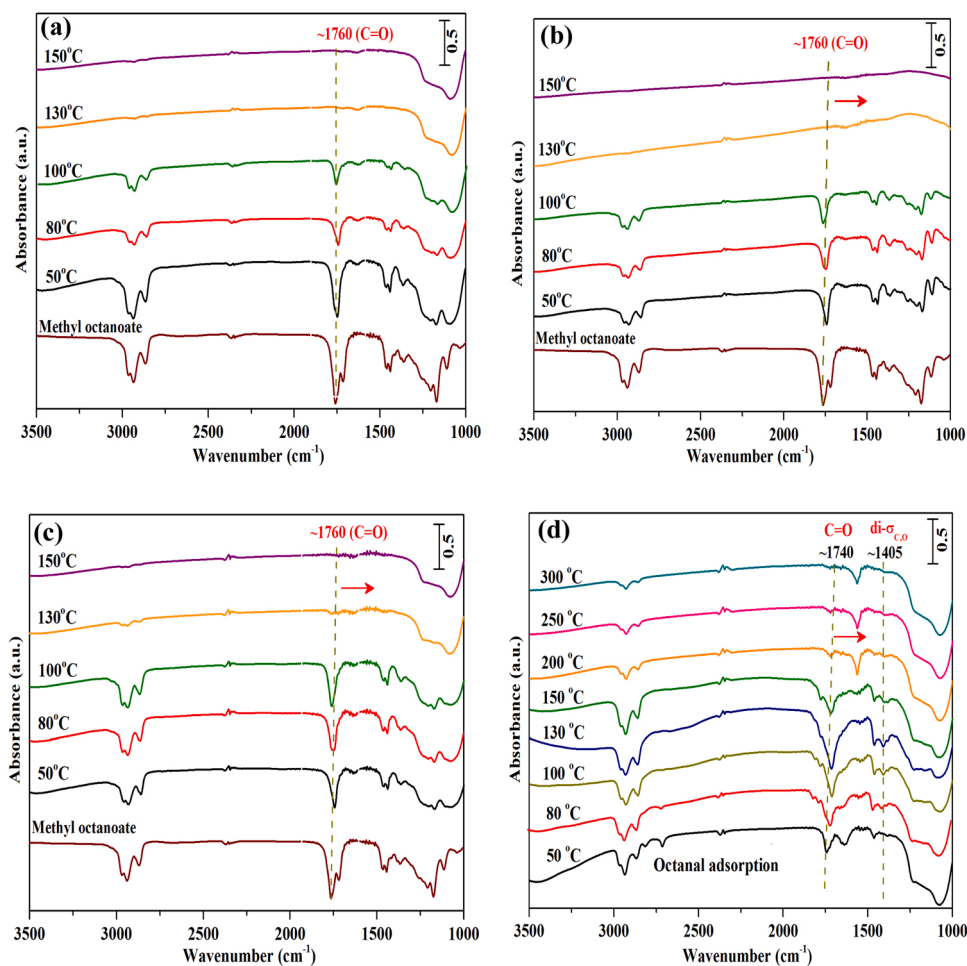 (a)
~1760 (C=O)
0.5
150°C
130°C
100°C
80°C
50°C
Methyl octanoate
Absorbance (a.u.)
3500 3000 2500 2000 1500 1000
Wavenumber (cm-1)
(b)
~1760 (C=O)
0.5
150°C
130°C
100°C
80°C
50°C
Methyl octanoate
Absorbance (a.u.)
3500 3000 2500 2000 1500 1000
Wavenumber (cm-1)
(c)
~1760 (C=O)
0.5
150°C
130°C
100°C
80°C
50°C
Methyl octanoate
Absorbance (a.u.)
3500 3000 2500 2000 1500 1000
Wavenumber (cm-1)
(d)
C=O di-σC,O
~1740 ~1405
0.5
300 °C
250 °C
200 °C
150 °C
130 °C
100 °C
80 °C
50 °C
Octanal adsorption
Absorbance (a.u.)
3500 3000 2500 2000 1500 1000
Wavenumber (cm-1)